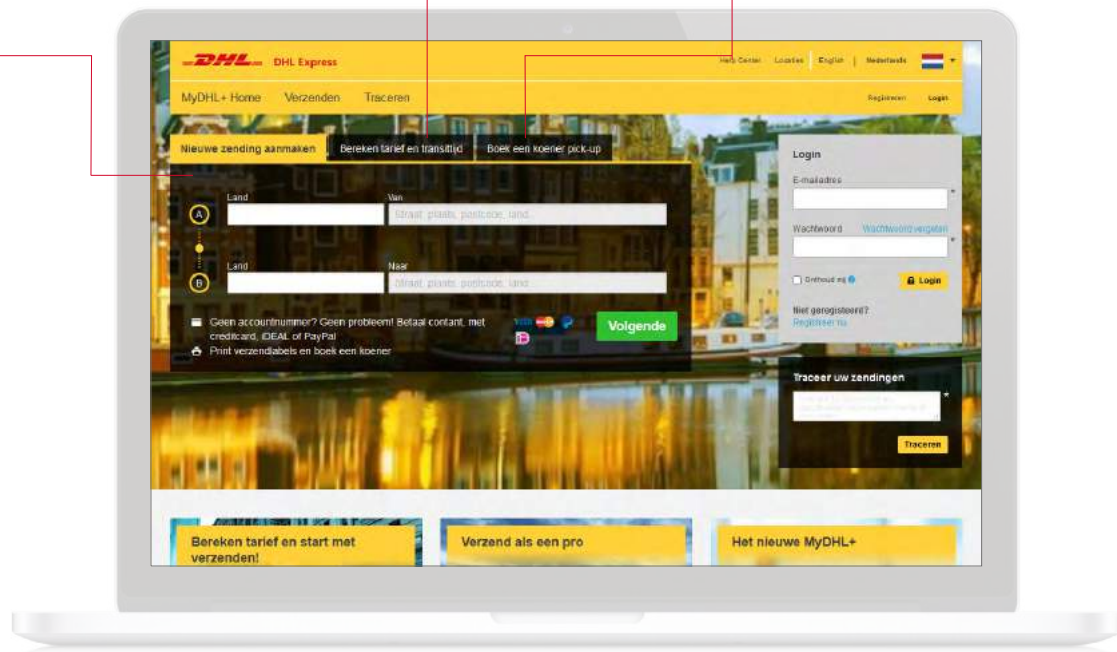 DHL DHL Express
Help Center Locaties English | Nederlands
MyDHL+ Home Verzenden Traceren
Registreren Login
Nieuwe zending aanmaken Bereken tarief en transittijd Boek een koerier pick-up
Land Van
A Straat, plaats, postcode, land...
Land Naar
B Straat, plaats, postcode, land...
Geen accountnummer? Geen probleem! Betaal contant, met
creditcard, iDEAL of PayPal
Print verzendlabels en boek een koerier
VISA
Volgende
Login
E-mailadres *
Wachtwoord Wachtwoord vergeten
*
Onthoud mij Login
Niet geregistreerd?
Registreer nu
Traceer uw zendingen
*
Traceren
Bereken tarief en start met
verzenden!
Verzend als een pro
Het nieuwe MyDHL+